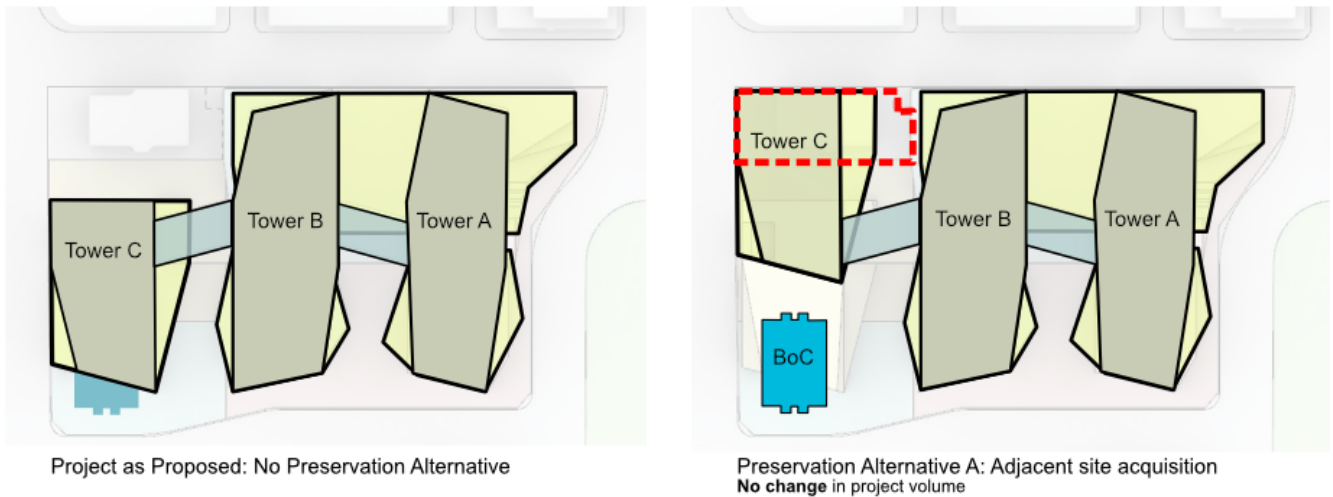 Tower C
Tower B
Tower A
Project as Proposed: No Preservation Alternative
Tower C
Tower B
Tower A
BoC
Preservation Alternative A: Adjacent site acquisition
No change in project volume